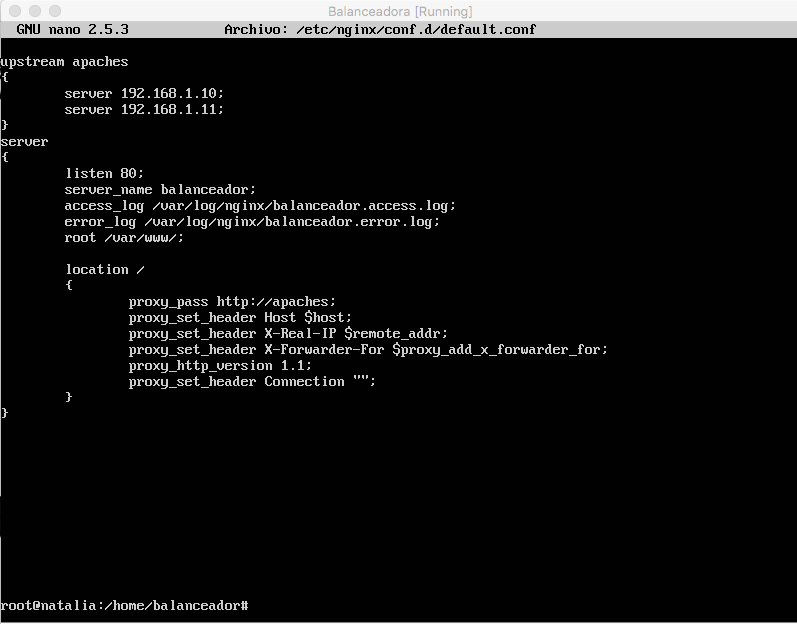 Balanceadora [Running]
GNU nano 2.5.3 Archivo: /etc/nginx/conf.d/default.conf
upstream apaches
{
server 192.168.1.10;
server 192.168.1.11;
}
server
{
listen 80;
server_name balanceador;
access_log /var/log/nginx/balanceador.access.log;
error_log /var/log/nginx/balanceador.error.log;
root /var/www/;
location /
{
proxy_pass http://apaches;
proxy_set_header Host $host;
proxy_set_header X-Real-IP $remote_addr;
proxy_set_header X-Forwarder-For $proxy_add_x_forwarder_for;
proxy_http_version 1.1;
proxy_set_header Connection "";
}
}
root@natalia:/home/balanceador#